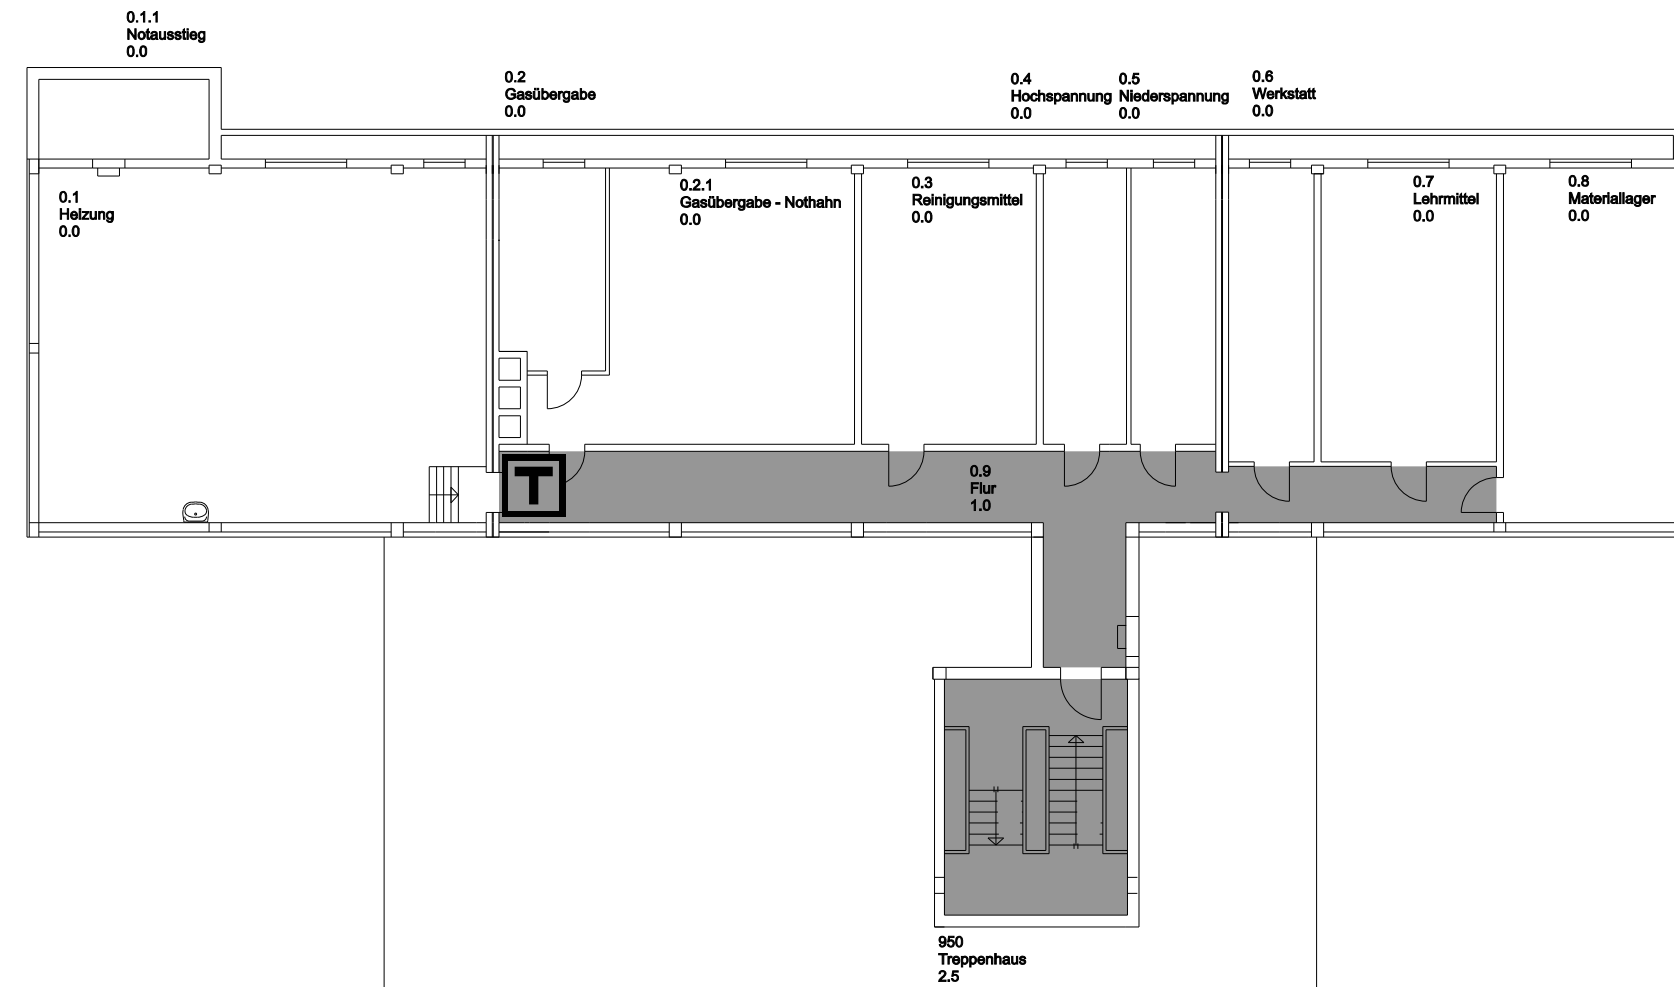 0.1.1
Notausstieg
0.0
0.2
Gasübergabe
0.0
0.4
Hochspannung
0.0
0.5
Niederspannung
0.0
0.6
Werkstatt
0.0
0.1
Heizung
0.0
0.2.1
Gasübergabe - Nothahn
0.0
0.3
Reinigungsmittel
0.0
0.7
Lehrmittel
0.0
0.8
Materiallager
0.0
T
0.9
Flur
1.0
950
Treppenhaus
2.5